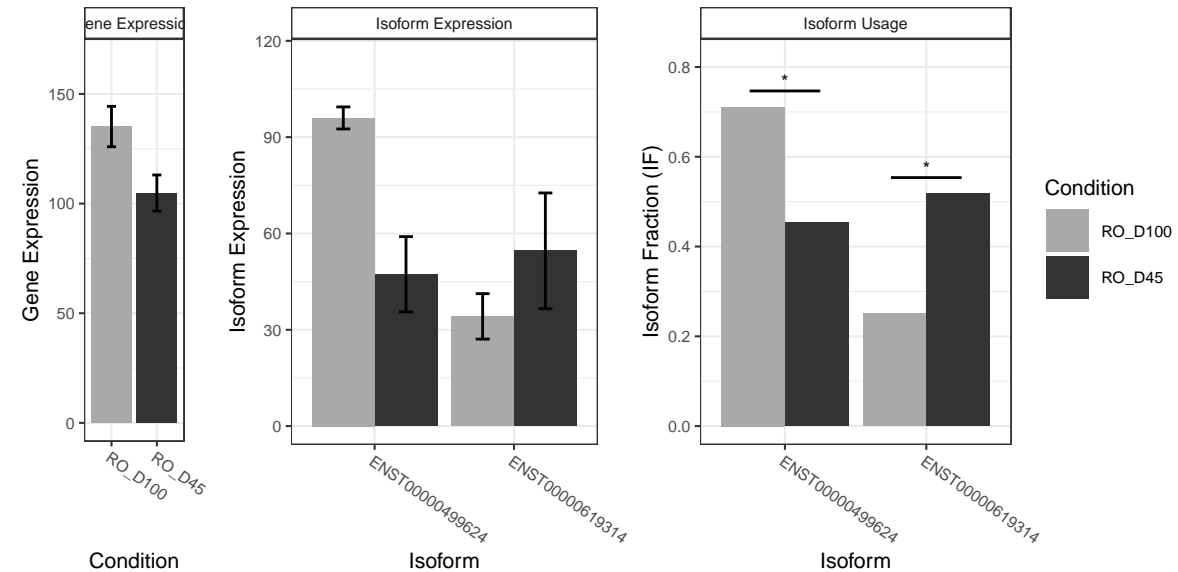 ene Expressio
Gene Expression
150
100
50
0
RO_D100
RO_D45
Condition
Isoform Expression
Isoform Expression
120
90
60
30
0
ENST00000499624
ENST00000619314
Isoform
Isoform Usage
Isoform Fraction (IF)
0.8
0.6
0.4
0.2
0.0
*
*
ENST00000499624
ENST00000619314
Isoform
Condition
RO_D100
RO_D45